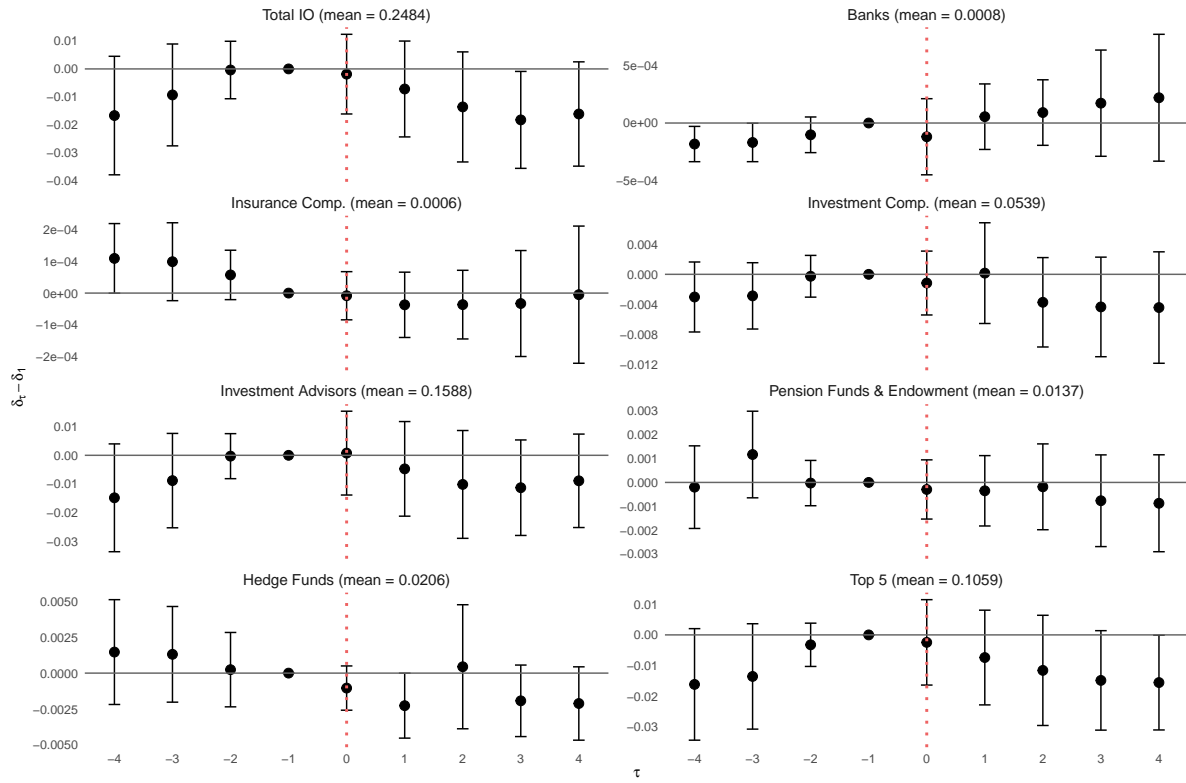 Total IO (mean = 0.2484)
0.01
0.00
−0.01
−0.02
−0.03
−0.04
Banks (mean = 0.0008)
5e−04
0e+00
−5e−04
Insurance Comp. (mean = 0.0006)
2e−04
1e−04
0e+00
−1e−04
−2e−04
Investment Comp. (mean = 0.0539)
0.004
0.000
−0.004
−0.008
−0.012
δτ − δ1
Investment Advisors (mean = 0.1588)
0.01
0.00
−0.01
−0.02
−0.03
Pension Funds & Endowment (mean = 0.0137)
0.003
0.002
0.001
0.000
−0.001
−0.002
−0.003
Hedge Funds (mean = 0.0206)
0.0050
0.0025
0.0000
−0.0025
−0.0050
−4 −3 −2 −1 0 1 2 3 4
Top 5 (mean = 0.1059)
0.01
0.00
−0.01
−0.02
−0.03
−4 −3 −2 −1 0 1 2 3 4
τ